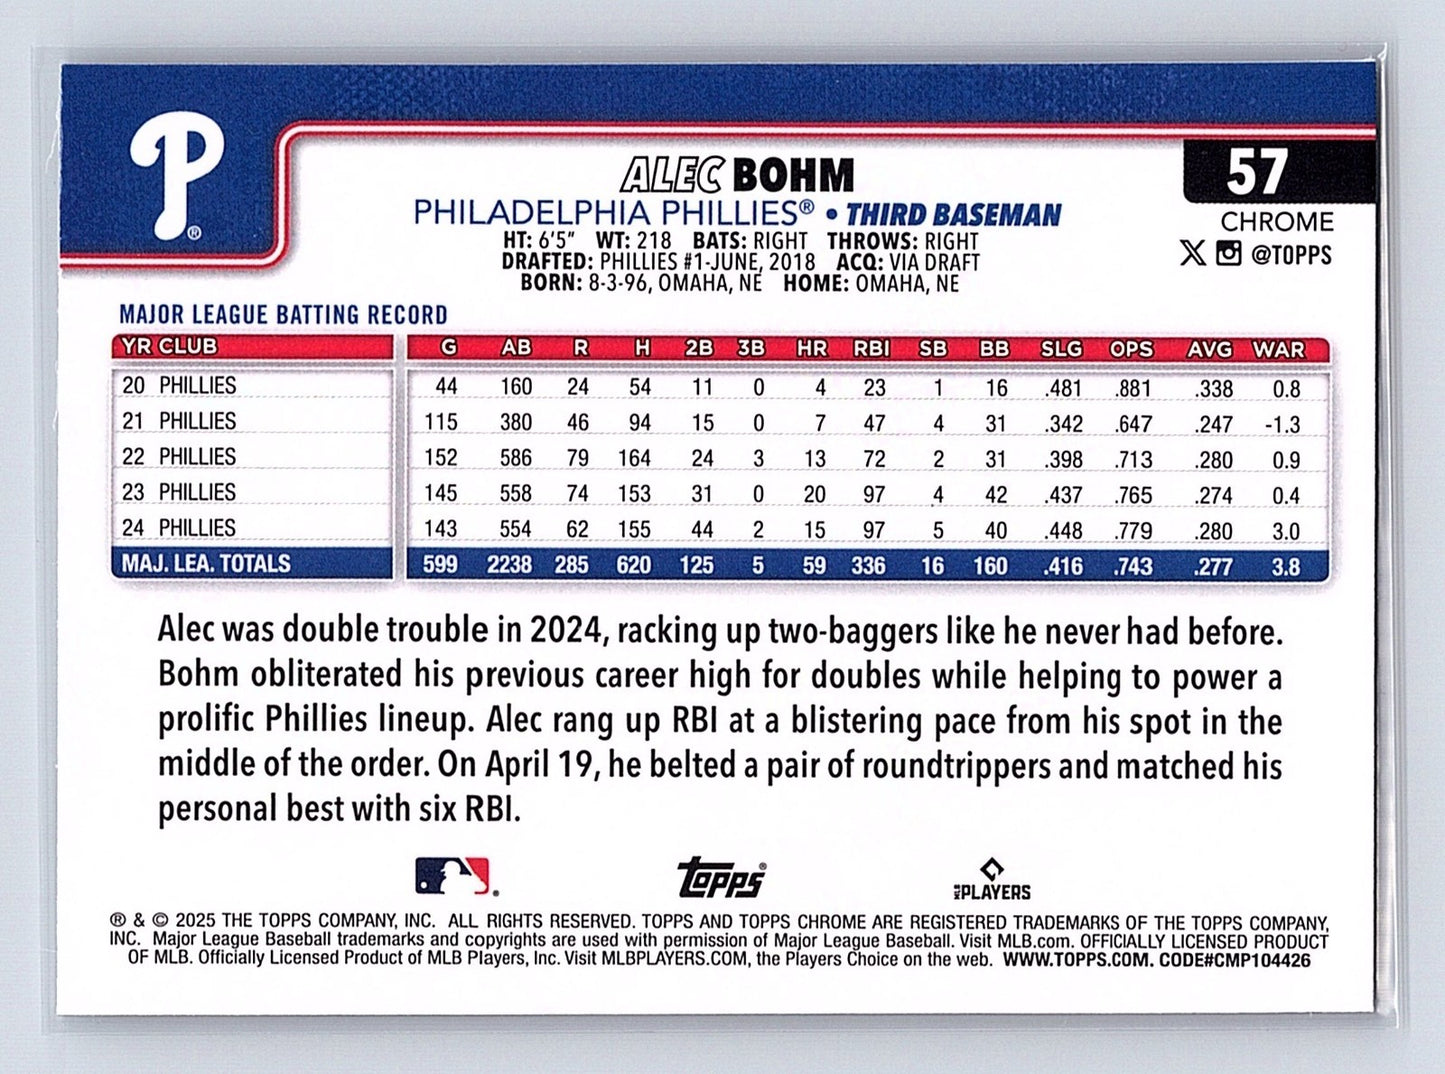 P®
57
ALEC BOHM
PHILADELPHIA PHILLIES® • THIRD BASEMAN
CHROME
HT: 6'5" WT: 218 BATS: RIGHT THROWS: RIGHT
X @TOPPS
DRAFTED: PHILLIES #1-JUNE, 2018 ACQ: VIA DRAFT
BORN: 8-3-96, OMAHA, NE HOME: OMAHA, NE
MAJOR LEAGUE BATTING RECORD
YR CLUB G AB R H 2B 3B HR RBI SB BB SLG OPS AVG WAR
20 PHILLIES 44 160 24 54 11 0 4 23 1 16 .481 .881 .338 0.8
21 PHILLIES 115 380 46 94 15 0 7 47 4 31 .342 .647 .247 -1.3
22 PHILLIES 152 586 79 164 24 3 13 72 2 31 .398 .713 .280 0.9
23 PHILLIES 145 558 74 153 31 0 20 97 4 42 .437 .765 .274 0.4
24 PHILLIES 143 554 62 155 44 2 15 97 5 40 .448 .779 .280 3.0
MAJ. LEA. TOTALS 599 2238 285 620 125 5 59 336 16 160 .416 .743 .277 3.8
Alec was double trouble in 2024, racking up two-baggers like he never had before.
Bohm obliterated his previous career high for doubles while helping to power a
prolific Phillies lineup. Alec rang up RBI at a blistering pace from his spot in the
middle of the order. On April 19, he belted a pair of roundtrippers and matched his
personal best with six RBI.
Topps® MLB PLAYERS
® & © 2025 THE TOPPS COMPANY, INC. ALL RIGHTS RESERVED. TOPPS AND TOPPS CHROME ARE REGISTERED TRADEMARKS OF THE TOPPS COMPANY,
INC. Major League Baseball trademarks and copyrights are used with permission of Major League Baseball. Visit MLB.com. OFFICIALLY LICENSED PRODUCT
OF MLB. Officially Licensed Product of MLB Players, Inc. Visit MLBPLAYERS.COM, the Players Choice on the web. WWW.TOPPS.COM. CODE#CMP104426